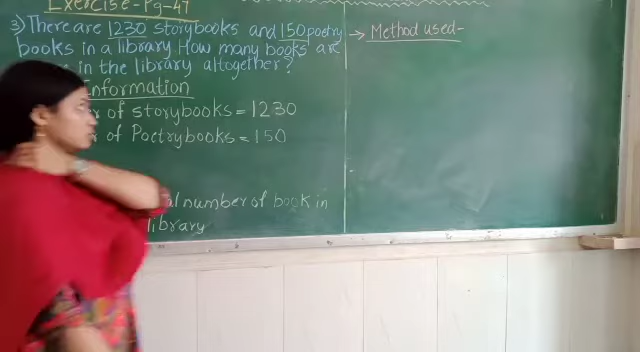 Exercise-Pg-47
3) There are 1230 storybooks and 150 poetry
books in a library. How many books are
in the library altogether?
Information
of storybooks = 1230
of Poetrybooks = 150
number of book in
library
→ Method used-